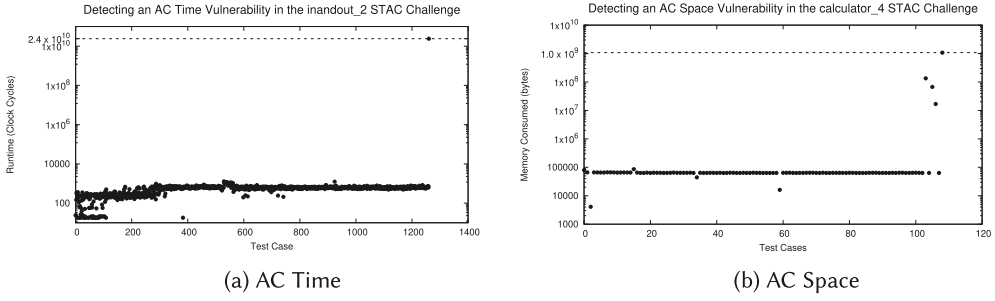 Detecting an AC Time Vulnerability in the inandout_2 STAC Challenge
2.4 x 10^10
1x10^10
1x10^8
1x10^6
10000
100
Runtime (Clock Cycles)
0 200 400 600 800 1000 1200 1400
Test Case
(a) AC Time
Detecting an AC Space Vulnerability in the calculator_4 STAC Challenge
1x10^10
1.0 x 10^9
1x10^8
1x10^7
1x10^6
100000
10000
1000
Memory Consumed (bytes)
0 20 40 60 80 100 120
Test Cases
(b) AC Space